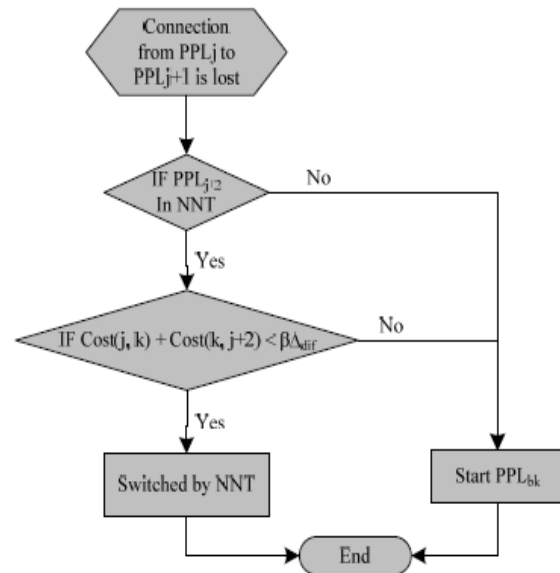 Connection
from PPLj to
PPLj+1 is lost
IF PPLj+2
In NNT
No
Yes
IF Cost(j, k) + Cost(k, j+2) < βΔdif
No
Yes
Switched by NNT
Start PPLbk
End